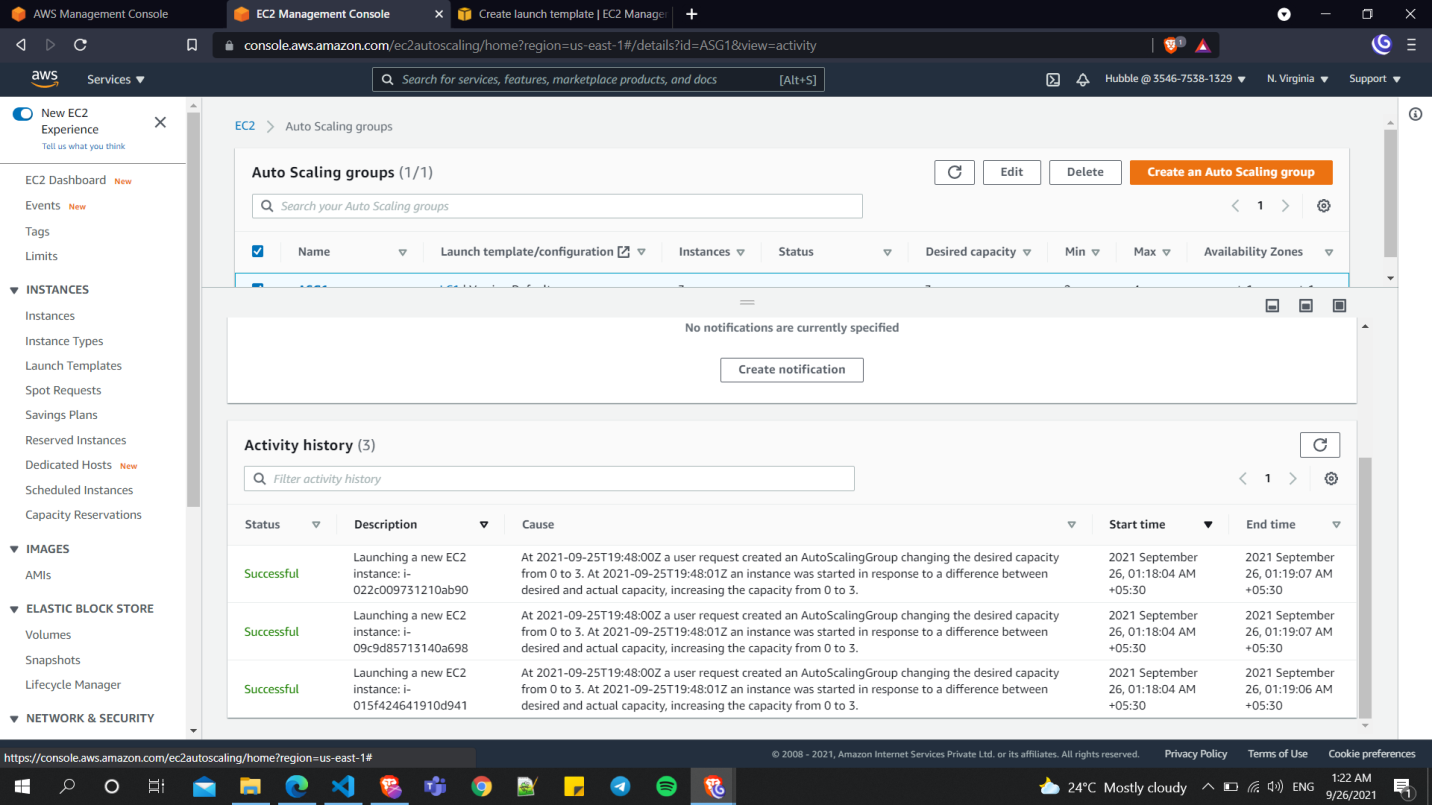 AWS Management Console
EC2 Management Console
Create launch template | EC2 Manage
console.aws.amazon.com/ec2autoscaling/home?region=us-east-1#/details?id=ASG1&view=activity
1
aws
Services
Search for services, features, marketplace products, and docs
[Alt+S]
Hubble @ 3546-7538-1329
N. Virginia
Support
New EC2
Experience
Tell us what you think
EC2 Dashboard New
Events New
Tags
Limits
INSTANCES
Instances
Instance Types
Launch Templates
Spot Requests
Savings Plans
Reserved Instances
Dedicated Hosts New
Scheduled Instances
Capacity Reservations
IMAGES
AMIs
ELASTIC BLOCK STORE
Volumes
Snapshots
Lifecycle Manager
NETWORK & SECURITY
EC2 > Auto Scaling groups
Auto Scaling groups (1/1)
Edit
Delete
Create an Auto Scaling group
Search your Auto Scaling groups
1
Name
Launch template/configuration
Instances
Status
Desired capacity
Min
Max
Availability Zones
No notifications are currently specified
Create notification
Activity history (3)
Filter activity history
1
Status
Description
Cause
Start time
End time
Successful
Launching a new EC2
instance: i-
022c009731210ab90
At 2021-09-25T19:48:00Z a user request created an AutoScalingGroup changing the desired capacity
from 0 to 3. At 2021-09-25T19:48:01Z an instance was started in response to a difference between
desired and actual capacity, increasing the capacity from 0 to 3.
2021 September
26, 01:18:04 AM
+05:30
2021 September
26, 01:19:07 AM
+05:30
Successful
Launching a new EC2
instance: i-
09c9d85713140a698
At 2021-09-25T19:48:00Z a user request created an AutoScalingGroup changing the desired capacity
from 0 to 3. At 2021-09-25T19:48:01Z an instance was started in response to a difference between
desired and actual capacity, increasing the capacity from 0 to 3.
2021 September
26, 01:18:04 AM
+05:30
2021 September
26, 01:19:07 AM
+05:30
Successful
Launching a new EC2
instance: i-
015f424641910d941
At 2021-09-25T19:48:00Z a user request created an AutoScalingGroup changing the desired capacity
from 0 to 3. At 2021-09-25T19:48:01Z an instance was started in response to a difference between
desired and actual capacity, increasing the capacity from 0 to 3.
2021 September
26, 01:18:04 AM
+05:30
2021 September
26, 01:19:06 AM
+05:30
https://console.aws.amazon.com/ec2autoscaling/home?region=us-east-1#
© 2008 - 2021, Amazon Internet Services Private Ltd. or its affiliates. All rights reserved.
Privacy Policy
Terms of Use
Cookie preferences
24°C Mostly cloudy
ENG
1:22 AM
9/26/2021
1